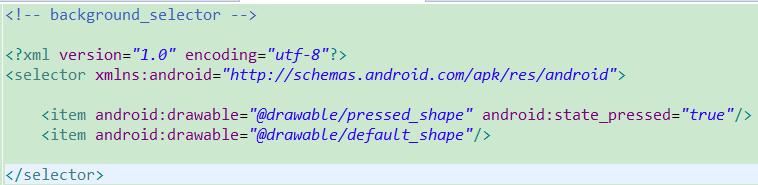 <!-- background_selector -->
<?xml version="1.0" encoding="utf-8"?>
<selector xmlns:android="http://schemas.android.com/apk/res/android">
<item android:drawable="@drawable/pressed_shape" android:state_pressed="true"/>
<item android:drawable="@drawable/default_shape"/>
</selector>